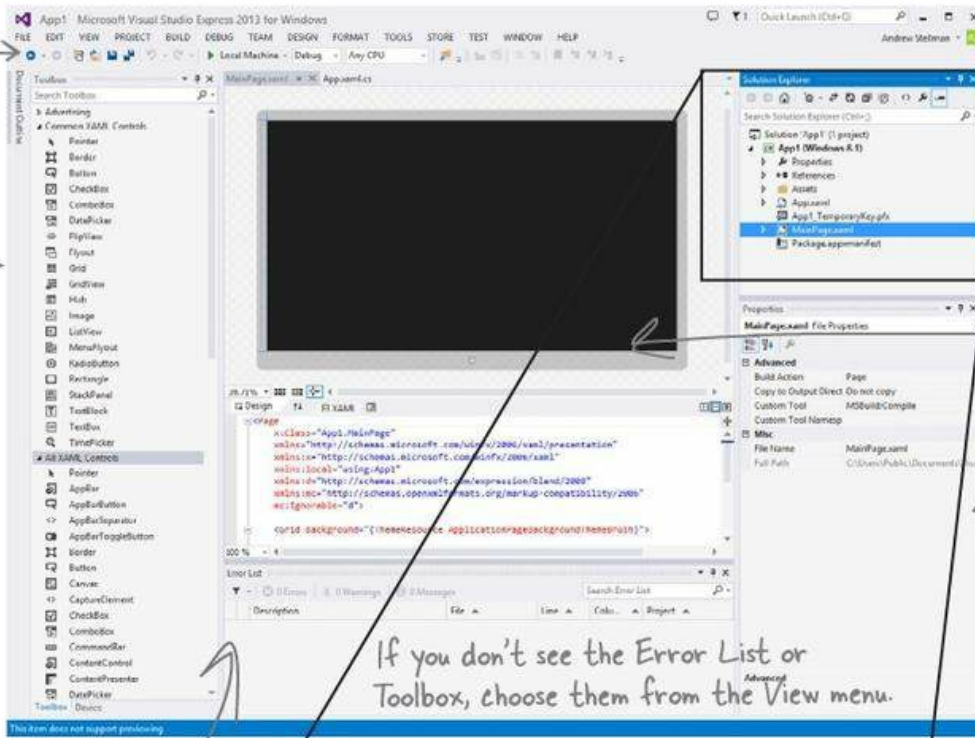 App1 Microsoft Visual Studio Express 2013 for Windows
1 Quick Launch (Ctrl+Q)
FILE EDIT VIEW PROJECT BUILD DEBUG TEAM DESIGN FORMAT TOOLS STORE TEST WINDOW HELP
Andrew Stellman
Local Machine Debug Any CPU
Document Outline
Toolbox
Search Toolbox
Advertising
Common XAML Controls
Pointer
Border
Button
CheckBox
ComboBox
DatePicker
FlipView
Flyout
Grid
GridView
Hub
Image
ListView
MenuFlyout
RadioButton
Rectangle
StackPanel
TextBlock
TextBox
TimePicker
All XAML Controls
Pointer
AppBar
AppBarButton
AppBarSeparator
AppBarToggleButton
Border
Button
Canvas
CaptureElement
CheckBox
ComboBox
CommandBar
ContentControl
ContentPresenter
DatePicker
Toolbox Device
MainPage.xaml App.xaml.cs
Design XAML
<Page
x:Class="App1.MainPage"
xmlns="http://schemas.microsoft.com/winfx/2006/xaml/presentation"
xmlns:x="http://schemas.microsoft.com/winfx/2006/xaml"
xmlns:local="using:App1"
xmlns:d="http://schemas.microsoft.com/expression/blend/2008"
xmlns:mc="http://schemas.openxmlformats.org/markup-compatibility/2006"
mc:Ignorable="d">
<Grid Background="{ThemeResource ApplicationPageBackgroundThemeBrush}">
100 %
Error List
0 Errors 0 Warnings 0 Messages Search Error List
Description File Line Colu... Project
If you don't see the Error List or
Toolbox, choose them from the View menu.
Solution Explorer
Search Solution Explorer (Ctrl+;)
Solution 'App1' (1 project)
App1 (Windows 8.1)
Properties
References
Assets
App.xaml
App1_TemporaryKey.pfx
MainPage.xaml
Package.appxmanifest
Properties
MainPage.xaml File Properties
Advanced
Build Action Page
Copy to Output Direct Do not copy
Custom Tool MSBuild:Compile
Custom Tool Namesp
Misc
File Name MainPage.xaml
Full Path C:\Users\Public\Documents\
Advanced
This item does not support previewing